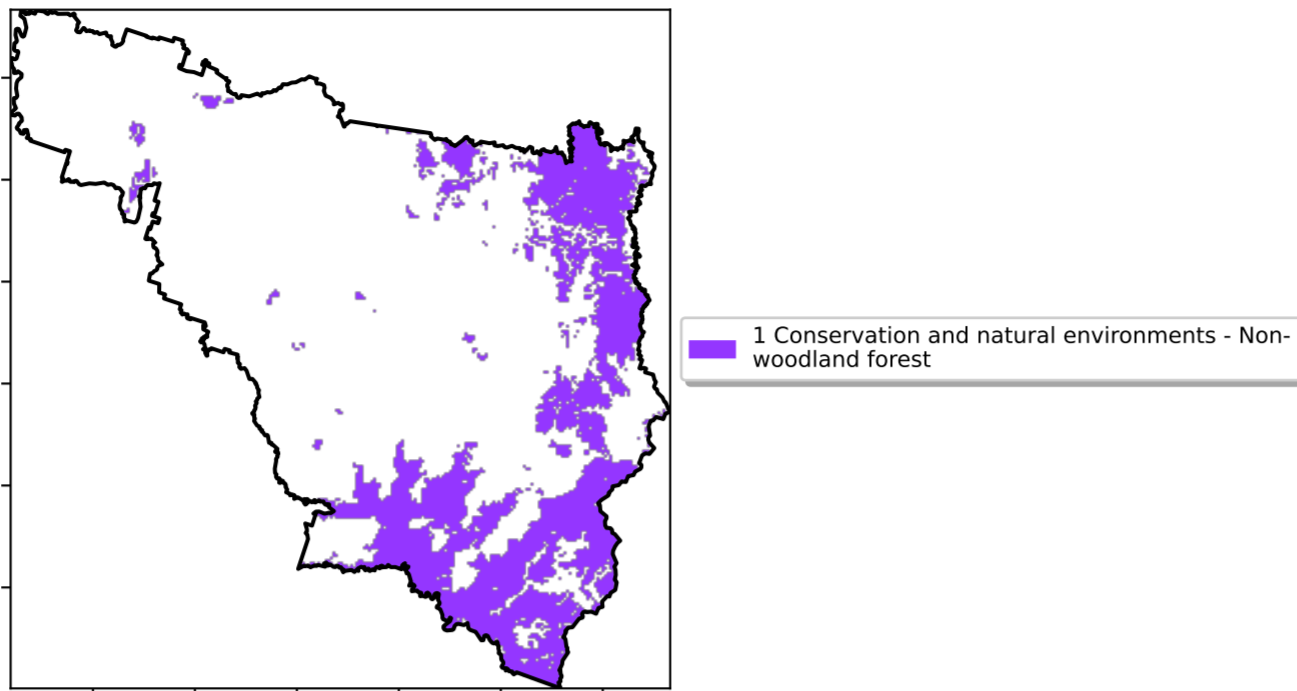 1 Conservation and natural environments - Non-
woodland forest